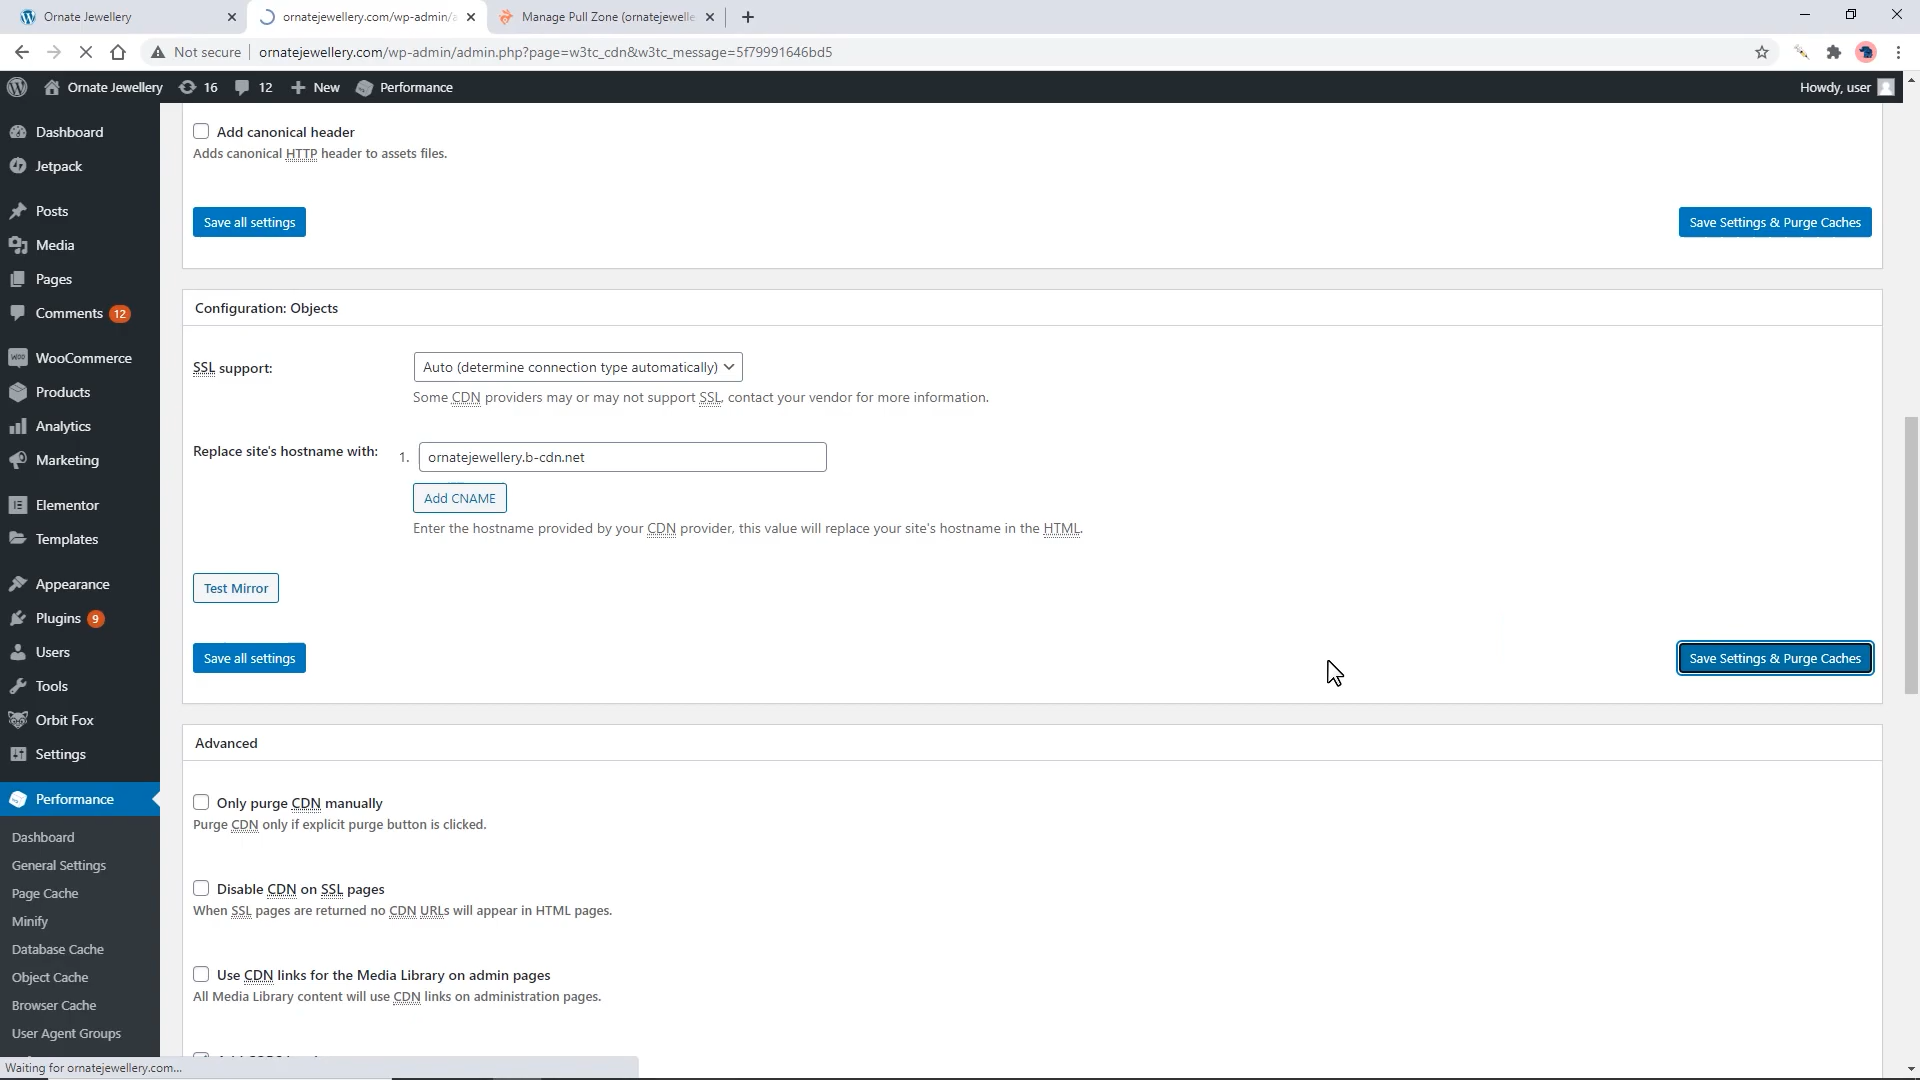 Ornate Jewellery
ornatejewellery.com/wp-admin/a
Manage Pull Zone (ornatejewelle
Not secure
ornatejewellery.com/wp-admin/admin.php?page=w3tc_cdn&w3tc_message=5f79991646bd5
Ornate Jewellery
16
12
New
Performance
Howdy, user
Dashboard
Jetpack
Posts
Media
Pages
Comments 12
WooCommerce
Products
Analytics
Marketing
Elementor
Templates
Appearance
Plugins 9
Users
Tools
Orbit Fox
Settings
Performance
Dashboard
General Settings
Page Cache
Minify
Database Cache
Object Cache
Browser Cache
User Agent Groups
Add canonical header
Adds canonical HTTP header to assets files.
Save all settings
Save Settings & Purge Caches
Configuration: Objects
SSL support:
Auto (determine connection type automatically)
Some CDN providers may or may not support SSL, contact your vendor for more information.
Replace site's hostname with:
1.
ornatejewellery.b-cdn.net
Add CNAME
Enter the hostname provided by your CDN provider, this value will replace your site's hostname in the HTML.
Test Mirror
Save all settings
Save Settings & Purge Caches
Advanced
Only purge CDN manually
Purge CDN only if explicit purge button is clicked.
Disable CDN on SSL pages
When SSL pages are returned no CDN URLs will appear in HTML pages.
Use CDN links for the Media Library on admin pages
All Media Library content will use CDN links on administration pages.
Waiting for ornatejewellery.com...